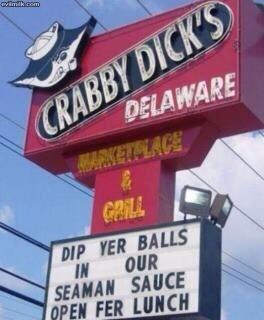 evilmilk.com
CRABBY DICK'S
DELAWARE
MARKETPLACE
&
GRILL
DIP YER BALLS
IN OUR
SEAMAN SAUCE
OPEN FER LUNCH